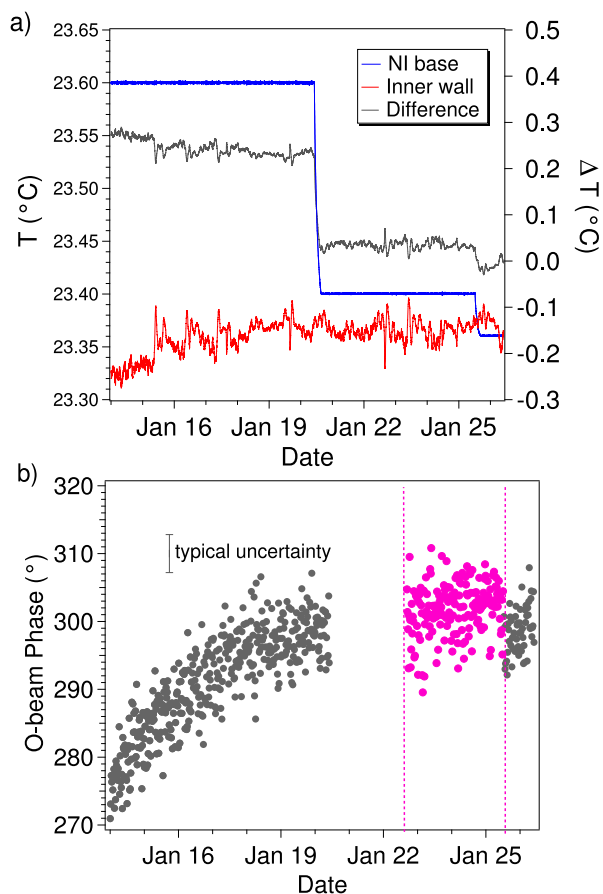 a)
23.65
23.60
23.55
23.50
23.45
23.40
23.35
23.30
T (°C)
NI base
Inner wall
Difference
0.5
0.4
0.3
0.2
0.1
0.0
-0.1
-0.2
-0.3
Δ T (°C)
Jan 16
Jan 19
Jan 22
Jan 25
Date
b)
320
310
300
290
280
270
O-beam Phase (°)
typical uncertainty
Jan 16
Jan 19
Jan 22
Jan 25
Date